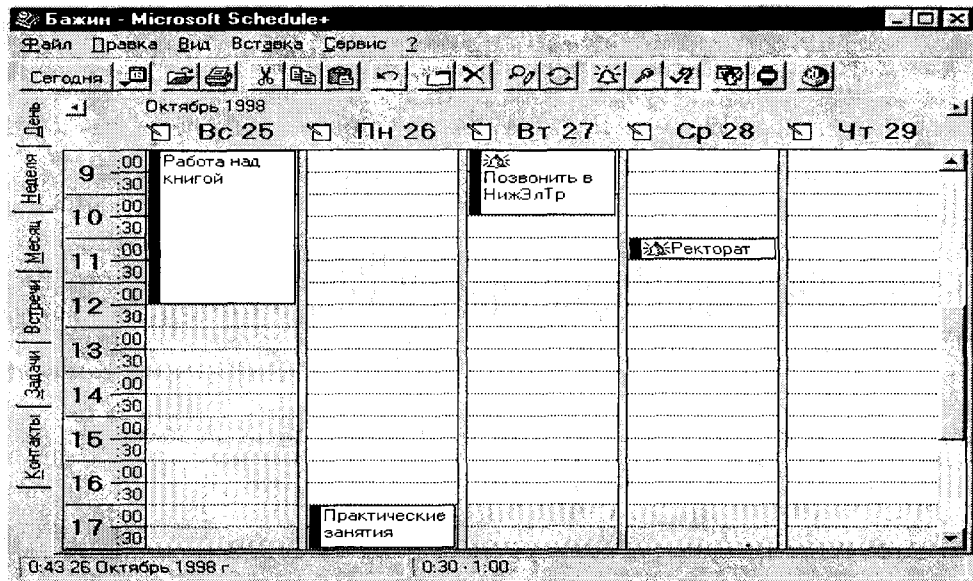 Бажин - Microsoft Schedule+
Файл Правка Вид Вставка Сервис ?
Сегодня
Октябрь 1998
Вс 25 Пн 26 Вт 27 Ср 28 Чт 29
День
Неделя
Месяц
Встречи
Задачи
Контакты
9 :00 Работа над
:30 книгой
10 :00
:30
11 :00
:30
12 :00
:30
13 :00
:30
14 :00
:30
15 :00
:30
16 :00
:30
17 :00
:30
Позвонить в
НижЭлТр
Ректорат
Практические
занятия
0:43 26 Октябрь 1998 г. 0:30 - 1:00